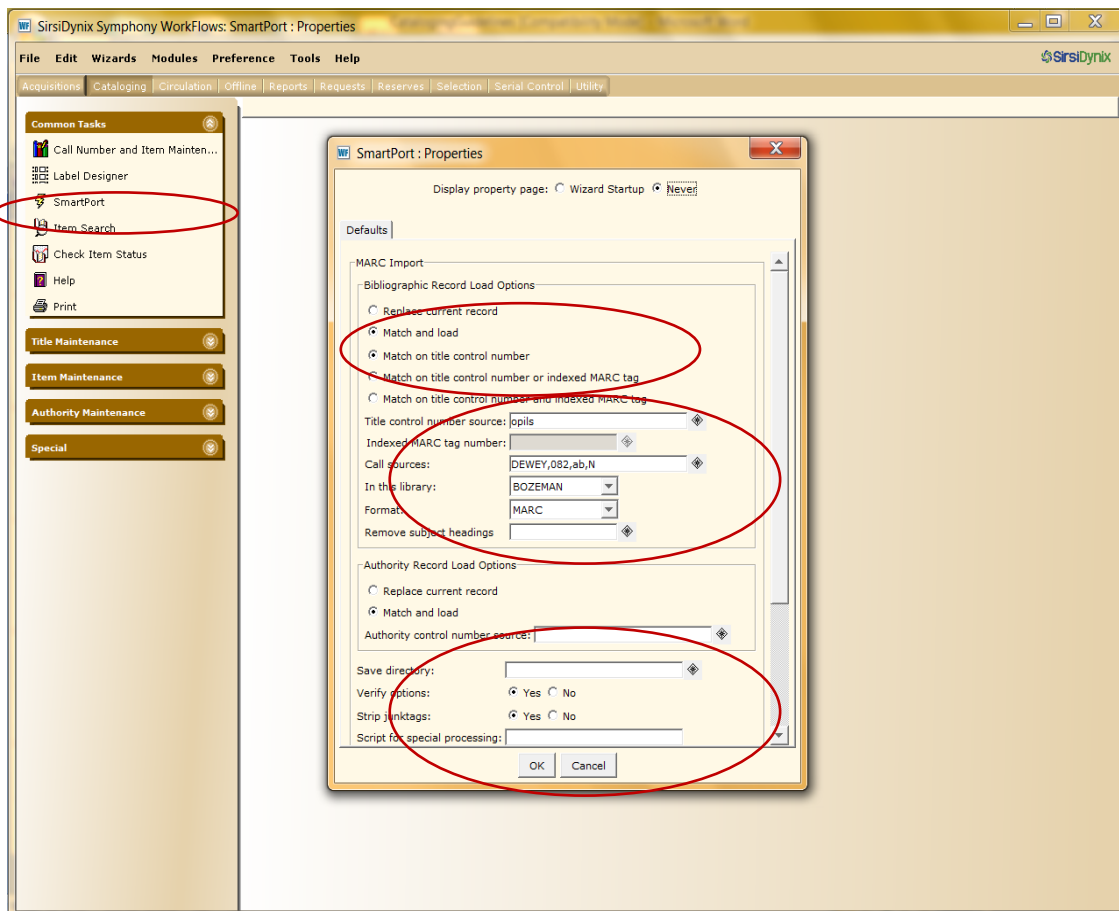 SirsiDynix Symphony WorkFlows: SmartPort : Properties
File Edit Wizards Modules Preference Tools Help
SirsiDynix
Acquisitions Cataloging Circulation Offline Reports Requests Reserves Selection Serial Control Utility
Common Tasks
Call Number and Item Mainten...
Label Designer
SmartPort
Item Search
Check Item Status
Help
Print
Title Maintenance
Item Maintenance
Authority Maintenance
Special
WF SmartPort : Properties
Display property page: Wizard Startup Never
Defaults
MARC Import
Bibliographic Record Load Options
Replace current record
Match and load
Match on title control number
Match on title control number or indexed MARC tag
Match on title control number and indexed MARC tag
Title control number source: opils
Indexed MARC tag number:
Call sources: DEWEY,082,ab,N
In this library: BOZEMAN
Format: MARC
Remove subject headings
Authority Record Load Options
Replace current record
Match and load
Authority control number source:
Save directory:
Verify options: Yes No
Strip junktags: Yes No
Script for special processing:
OK Cancel